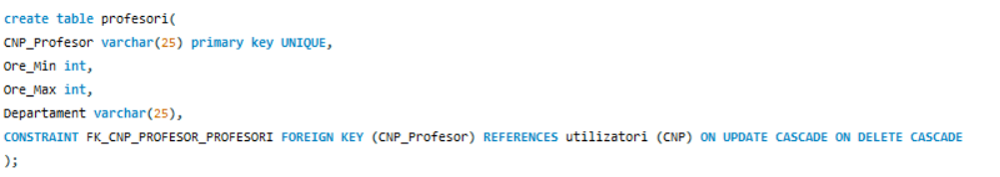 create table profesori(
CNP_Profesor varchar(25) primary key UNIQUE,
Ore_Min int,
Ore_Max int,
Departament varchar(25),
CONSTRAINT FK_CNP_PROFESOR_PROFESORI FOREIGN KEY (CNP_Profesor) REFERENCES utilizatori (CNP) ON UPDATE CASCADE ON DELETE CASCADE
);